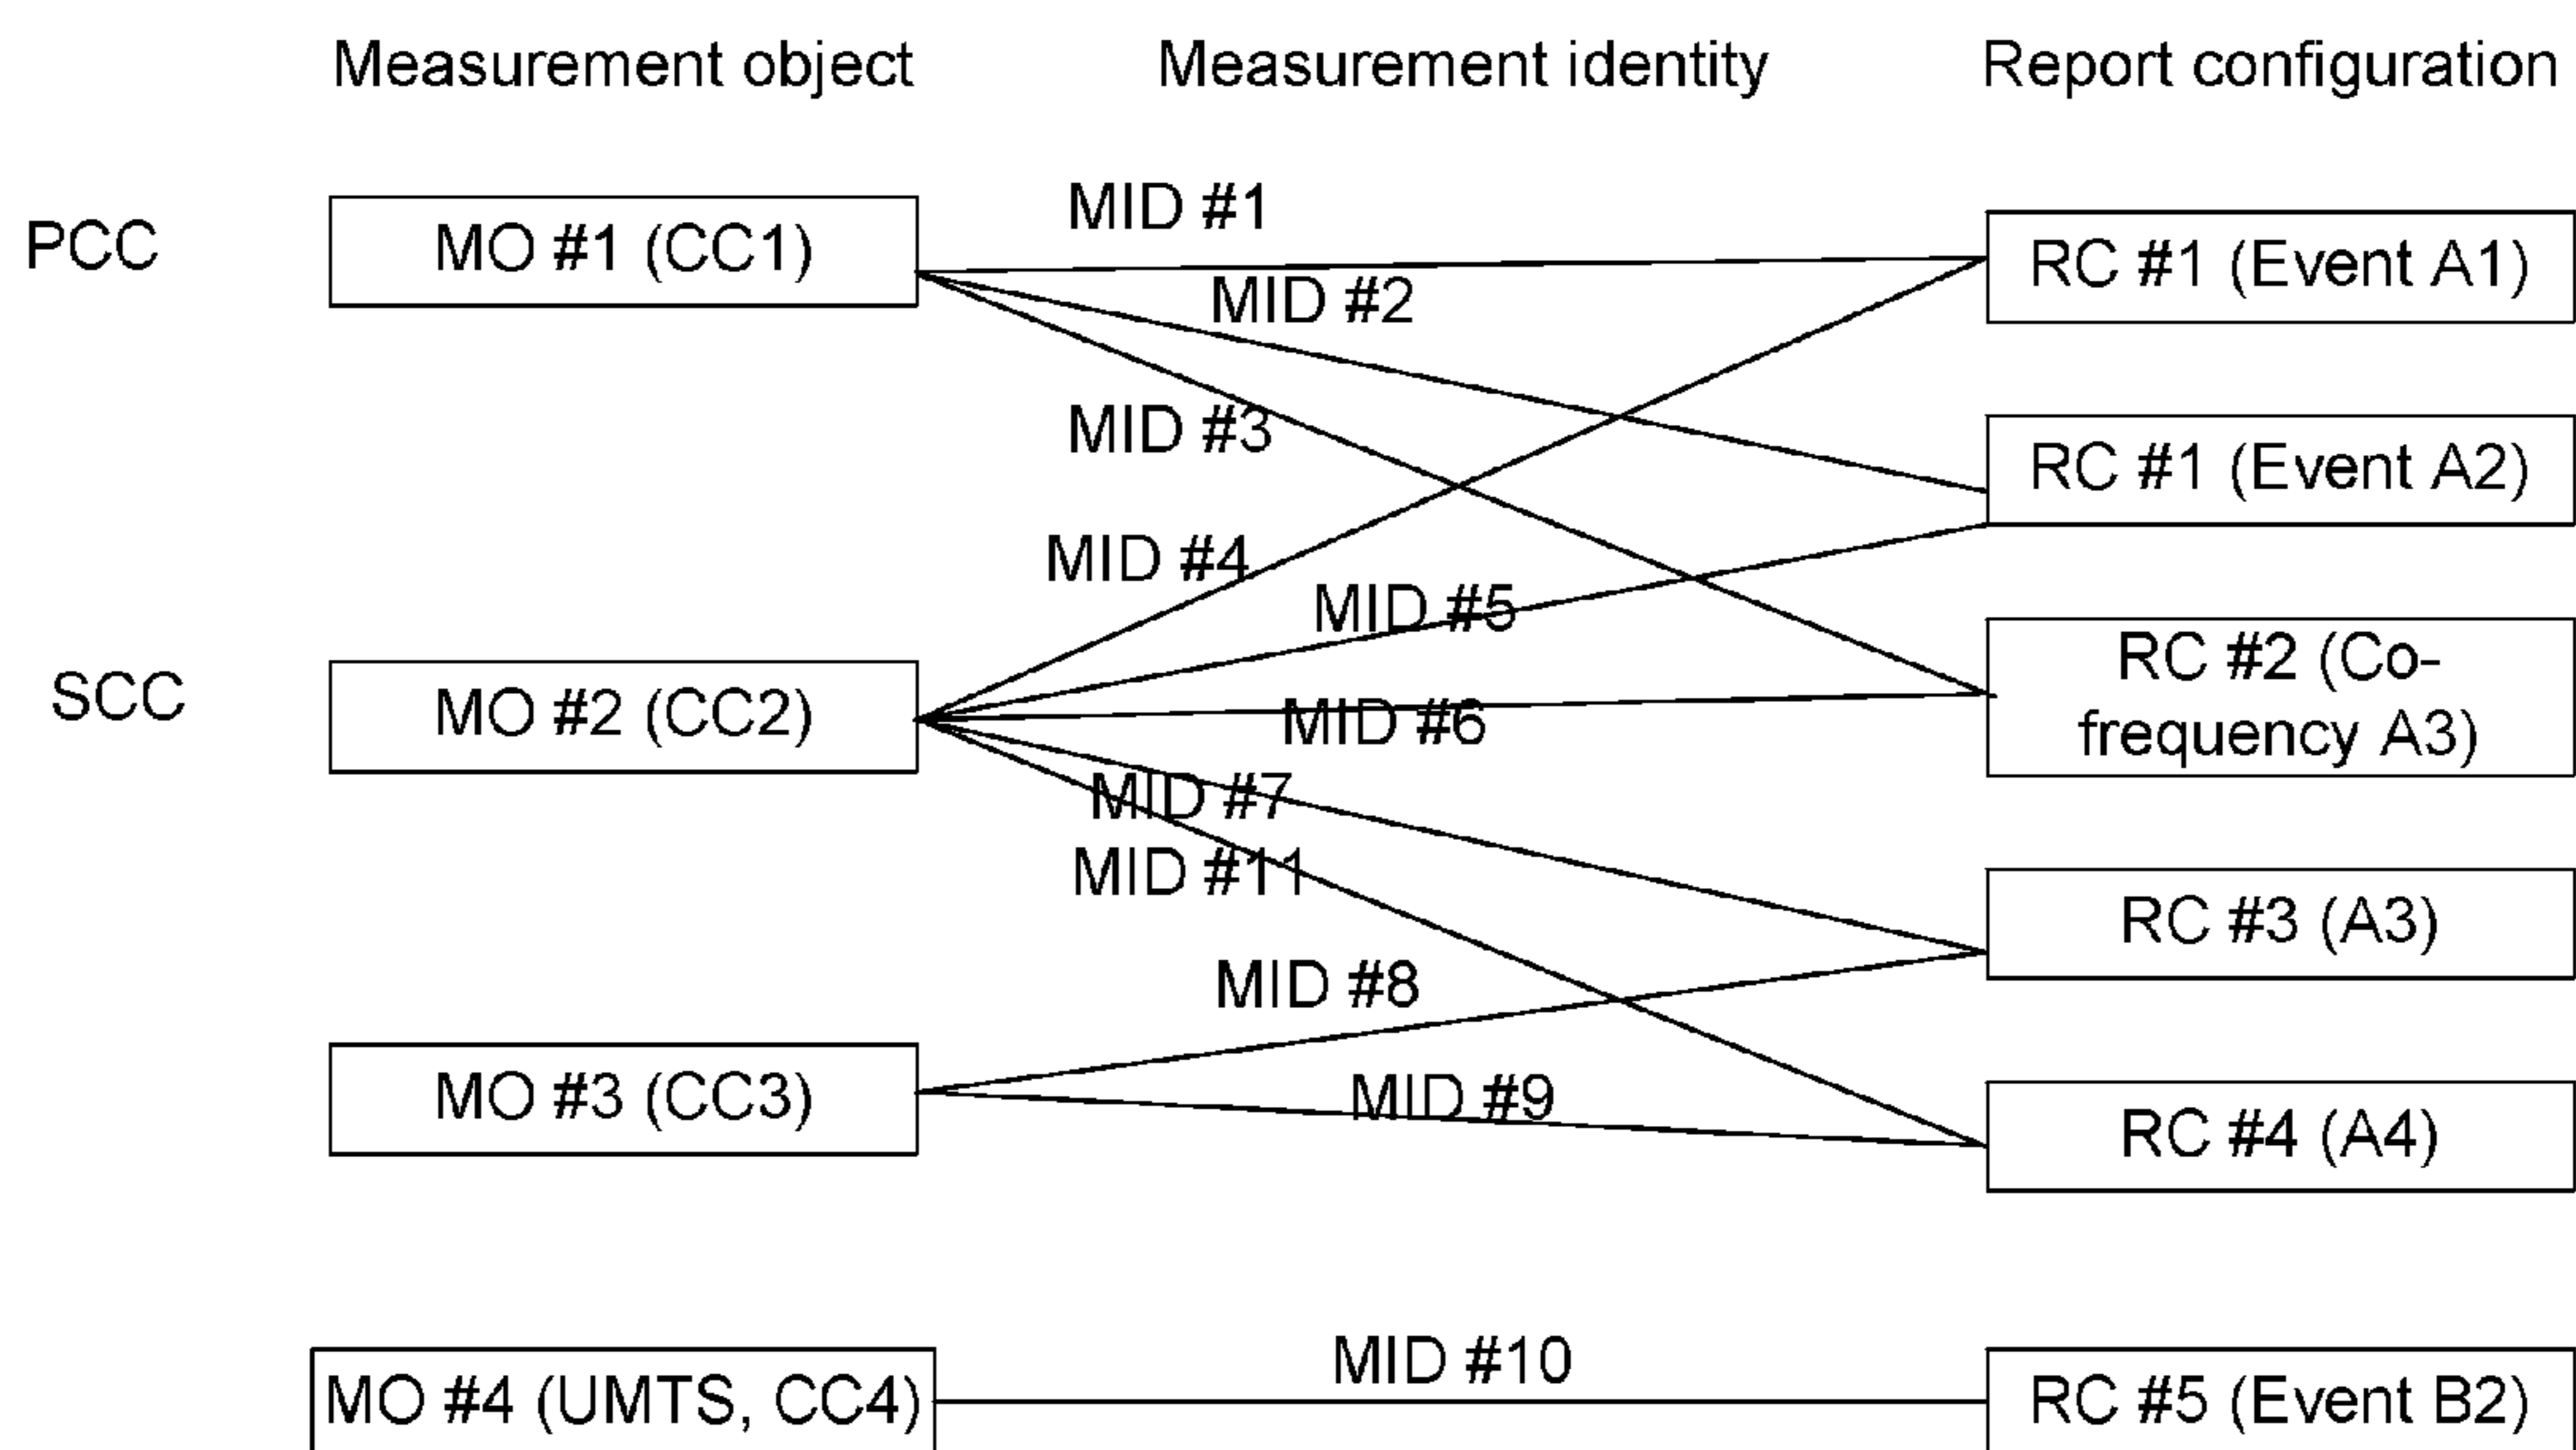 Measurement object Measurement identity Report configuration
MID #1
PCC MO #1 (CC1) RC #1 (Event A1)
MID #2
MID #3
RC #1 (Event A2)
MID #4
MID #5
SCC MO #2 (CC2)
RC #2 (Co-
frequency A3)
MID #6
MID #7
MID #11
RC #3 (A3)
MID #8
MO #3 (CC3)
MID #9
RC #4 (A4)
MID #10
MO #4 (UMTS, CC4) RC #5 (Event B2)